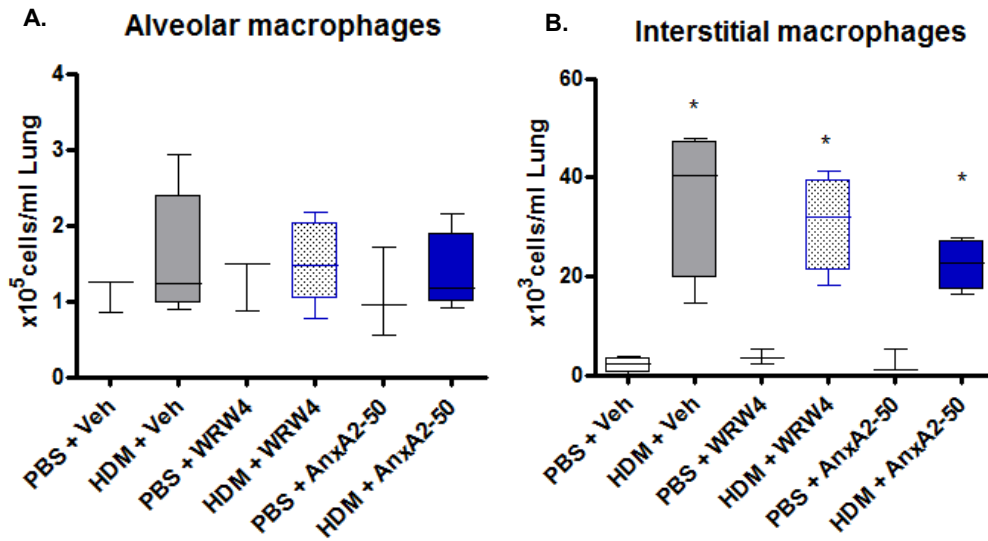 A.
Alveolar macrophages
x10⁵cells/ml Lung
4
3
2
1
0
PBS + Veh
HDM + Veh
PBS + WRW4
HDM + WRW4
PBS + AnxA2-50
HDM + AnxA2-50
B.
Interstitial macrophages
x10³cells/ml Lung
60
40
20
0
*
*
*
PBS + Veh
HDM + Veh
PBS + WRW4
HDM + WRW4
PBS + AnxA2-50
HDM + AnxA2-50